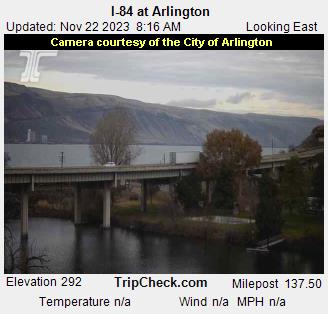 I-84 at Arlington
Updated: Nov 22 2023 8:16 AM Looking East
Camera courtesy of the City of Arlington
Elevation 292 TripCheck.com Milepost 137.50
Temperature n/a Wind n/a MPH n/a